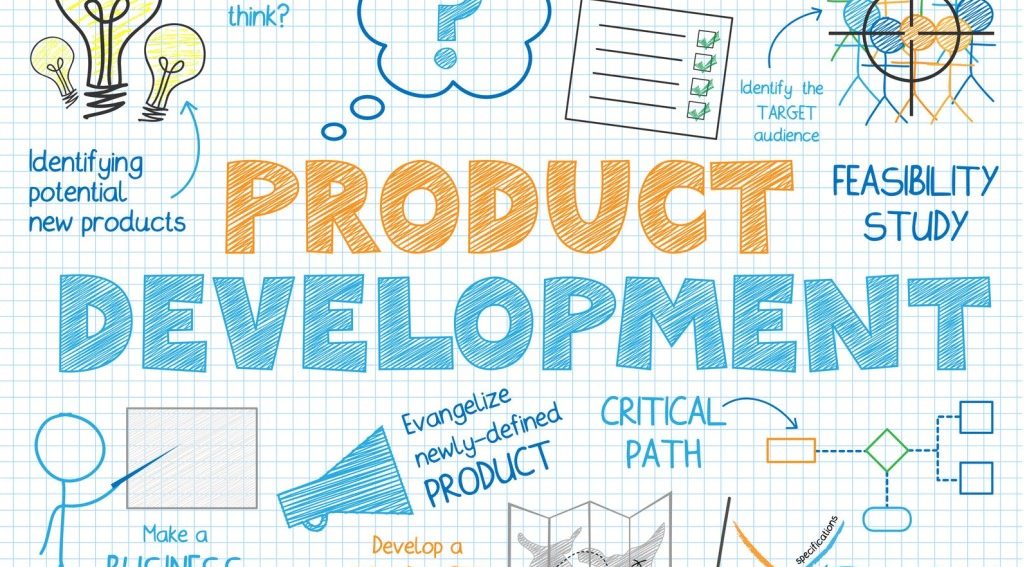 think?
?
Identify the
TARGET
audience
Identifying
potential
new products
PRODUCT
FEASIBILITY
STUDY
DEVELOPMENT
Evangelize
newly-defined
PRODUCT
CRITICAL
PATH
Make a
BUSINESS
Develop a
specifications